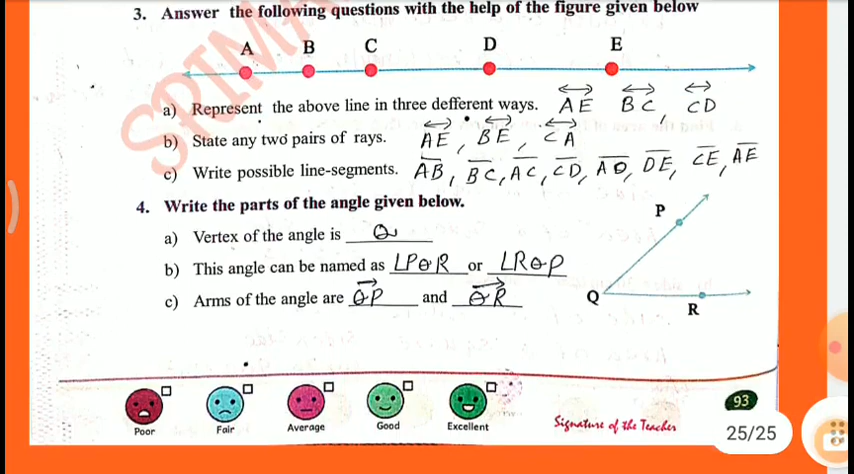 3. Answer the following questions with the help of the figure given below
A B C D E
a) Represent the above line in three defferent ways. AE BC, CD
b) State any two pairs of rays. AE, BE, CA
c) Write possible line-segments. AB, BC, AC, CD, AD, DE, CE, AE
4. Write the parts of the angle given below.
P
a) Vertex of the angle is Q
b) This angle can be named as ∠PQR or ∠RQP
c) Arms of the angle are QP and QR
Q
R
Poor Fair Average Good Excellent
Signature of the Teacher
93
25/25